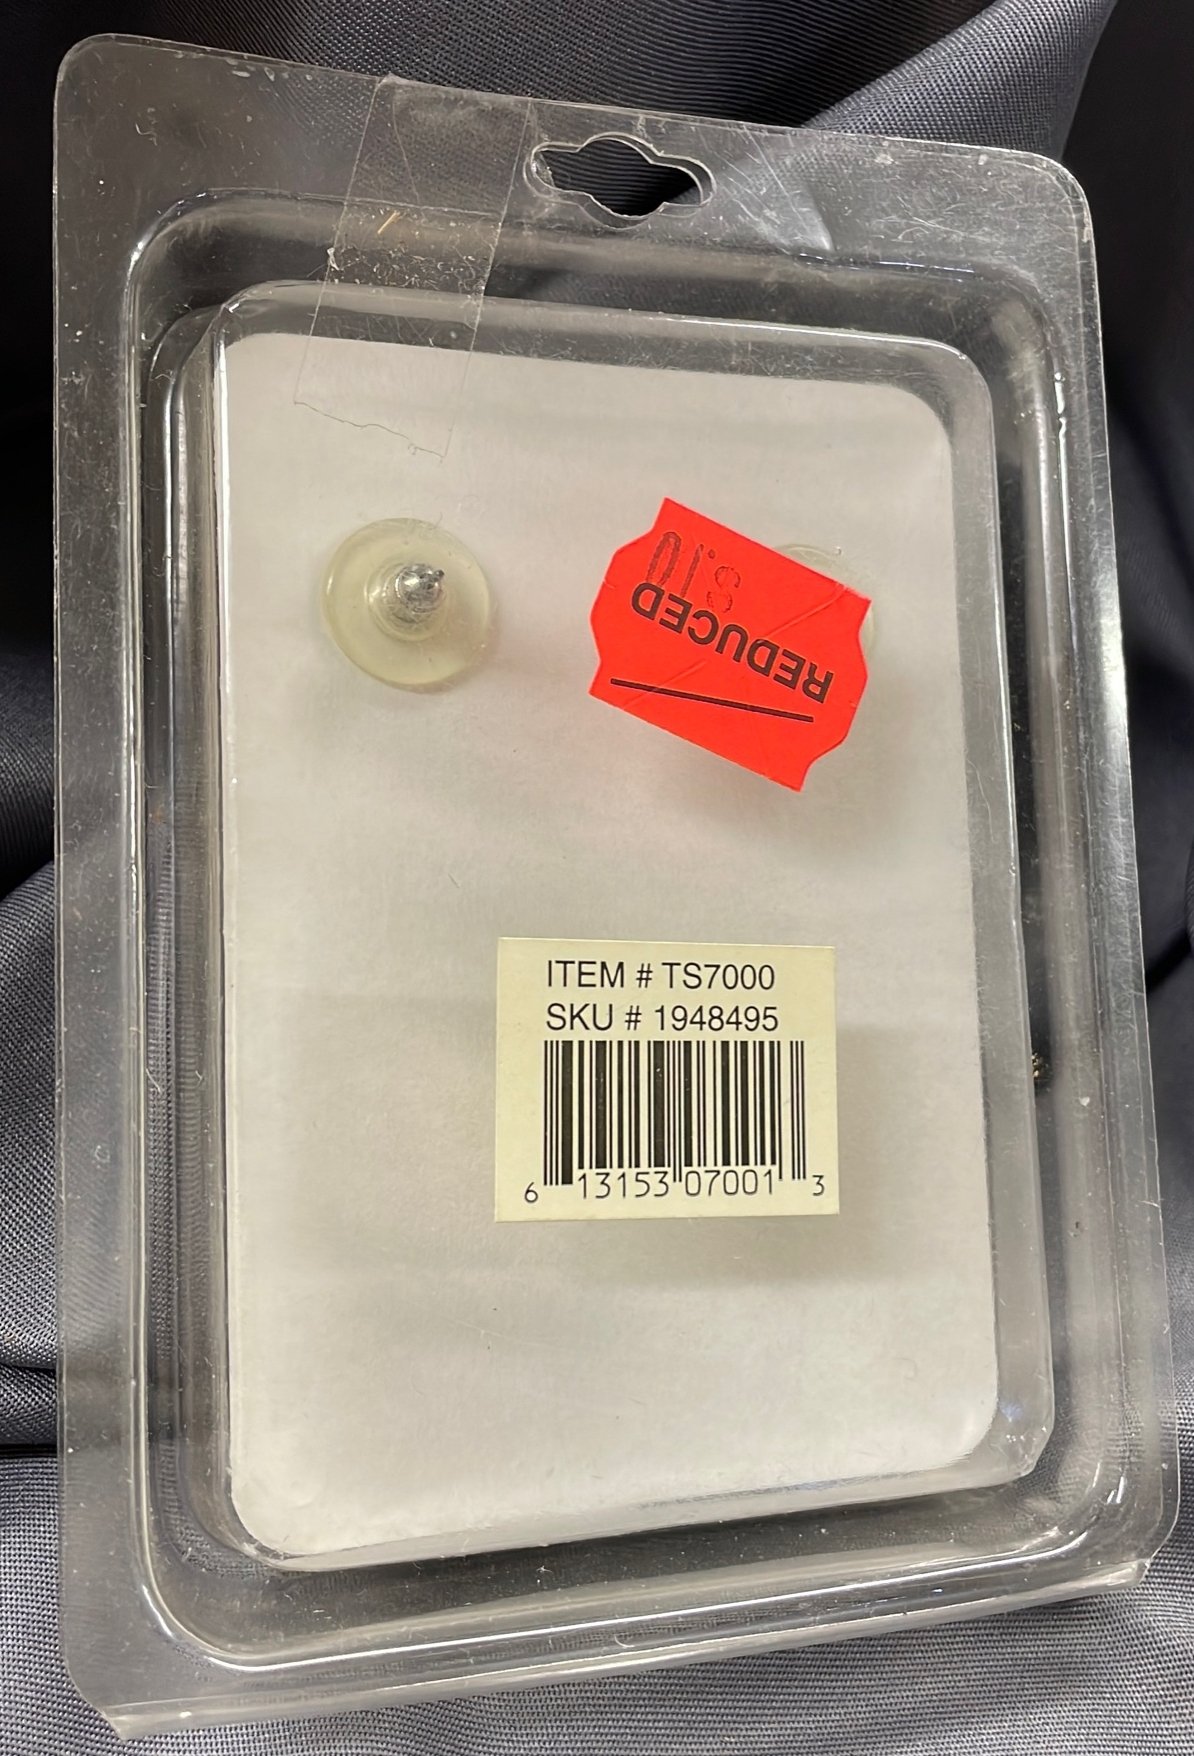 REDUCED
$.10
ITEM # TS7000
SKU # 1948495
6 13153 07001 3